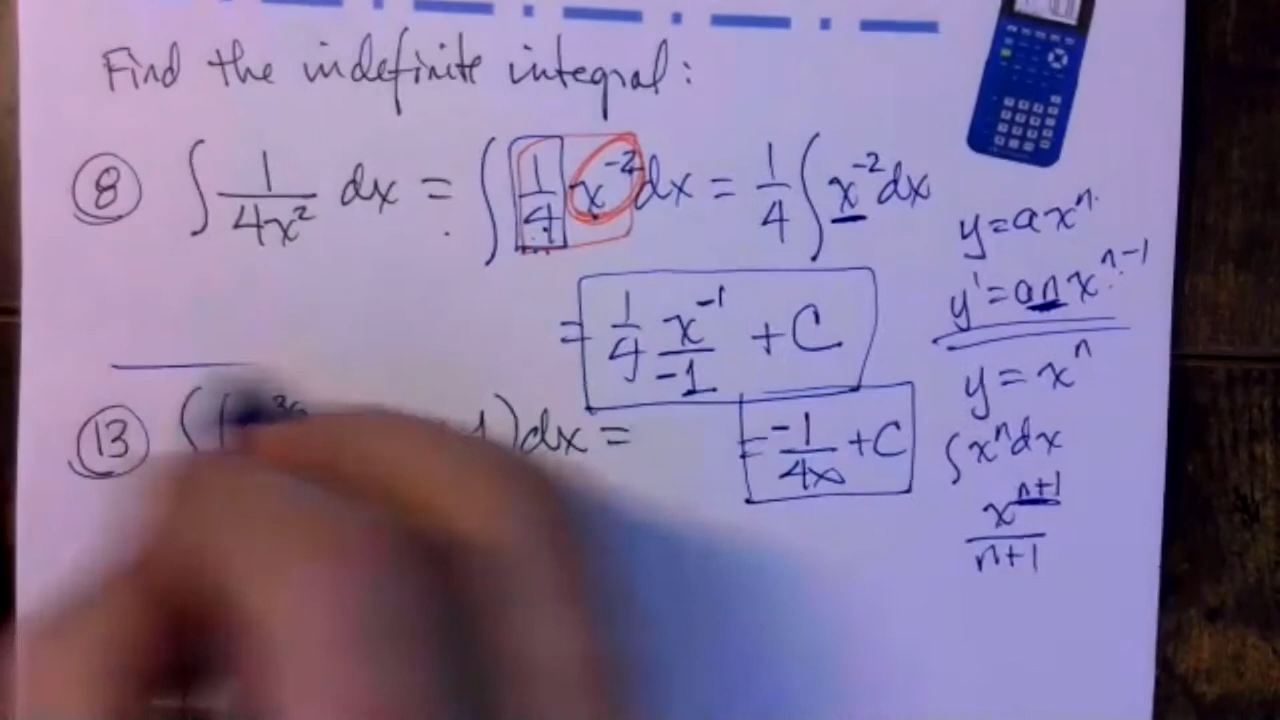 Find the indefinite integral:
⑧ ∫ 1/4x² dx = ∫ 1/4 x⁻² dx = 1/4 ∫ x⁻² dx
= 1/4 x⁻¹/-1 + C
= -1/4x + C
⑬ dx =
y = axⁿ
y' = anxⁿ⁻¹
y = xⁿ
∫xⁿdx
xⁿ⁺¹/n+1